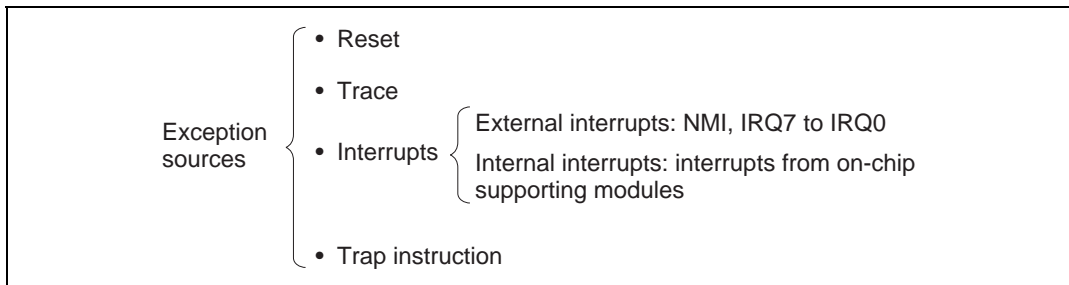 Exception
sources
• Reset
• Trace
• Interrupts
External interrupts: NMI, IRQ7 to IRQ0
Internal interrupts: interrupts from on-chip
supporting modules
• Trap instruction